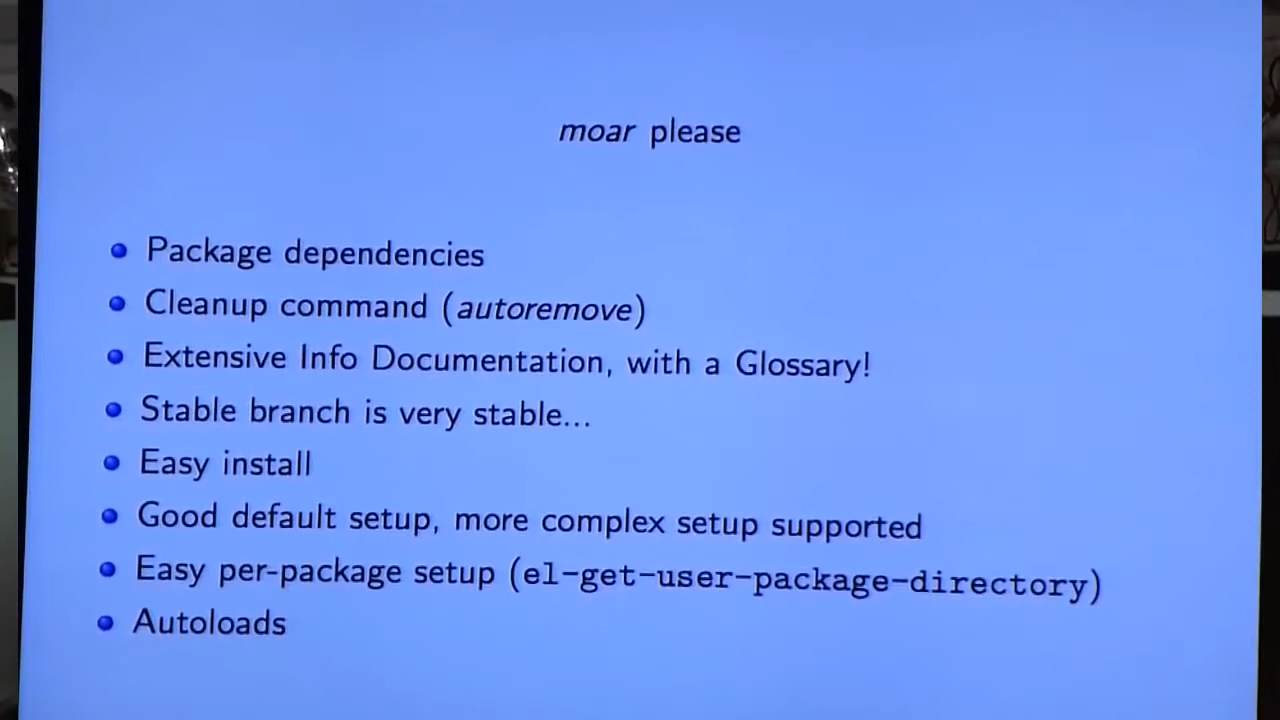 moar please
Package dependencies
Cleanup command (autoremove)
Extensive Info Documentation, with a Glossary!
Stable branch is very stable...
Easy install
Good default setup, more complex setup supported
Easy per-package setup (el-get-user-package-directory)
Autoloads